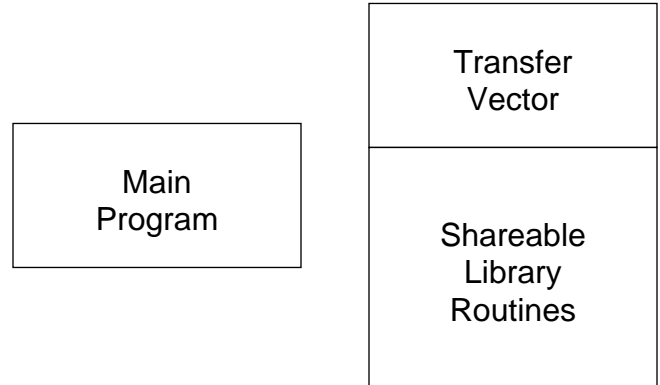 Main
Program
Transfer
Vector
Shareable
Library
Routines